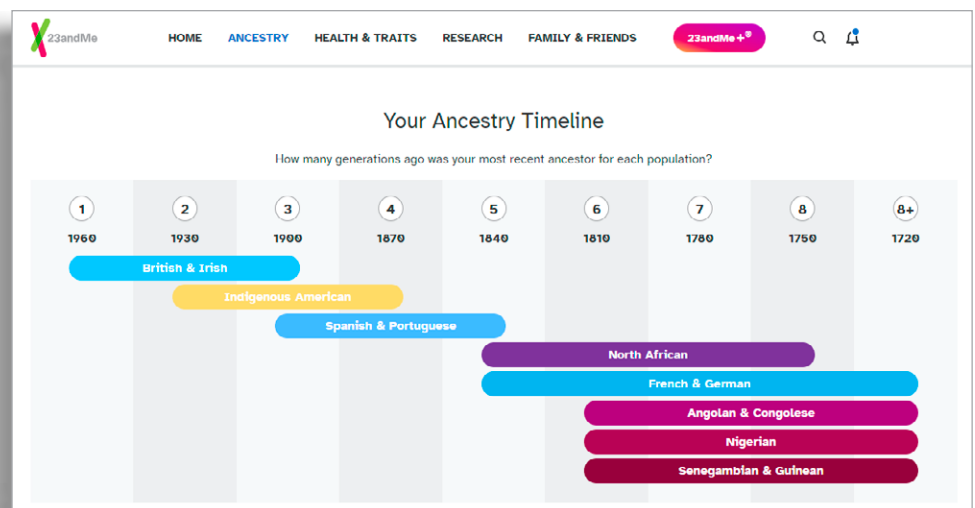 23andMe HOME ANCESTRY HEALTH & TRAITS RESEARCH FAMILY & FRIENDS 23andMe+®
Your Ancestry Timeline
How many generations ago was your most recent ancestor for each population?
1 2 3 4 5 6 7 8 8+
1960 1930 1900 1870 1840 1810 1780 1750 1720
British & Irish
Indigenous American
Spanish & Portuguese
North African
French & German
Angolan & Congolese
Nigerian
Senegambian & Guinean